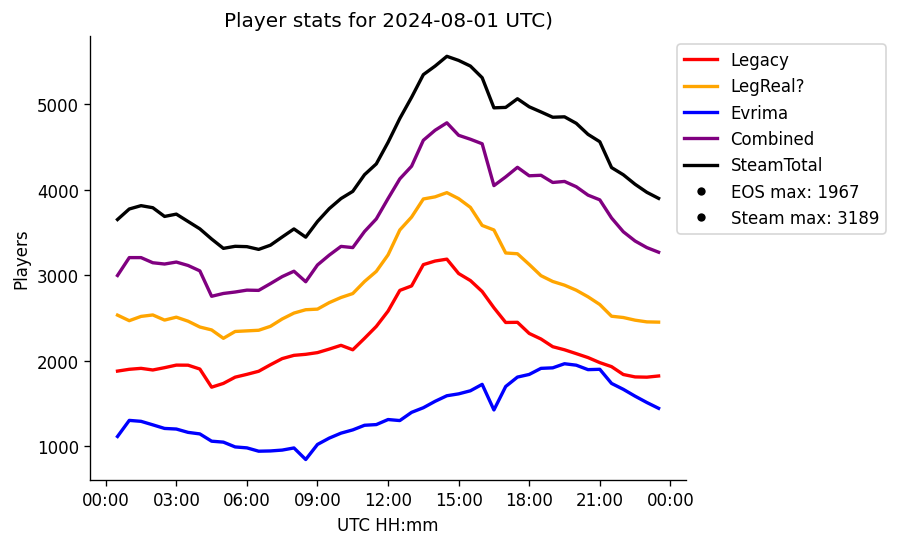 Player stats for 2024-08-01 UTC)
Legacy
LegReal?
Evrima
Combined
SteamTotal
EOS max: 1967
Steam max: 3189
Players
5000
4000
3000
2000
1000
00:00 03:00 06:00 09:00 12:00 15:00 18:00 21:00 00:00
UTC HH:mm